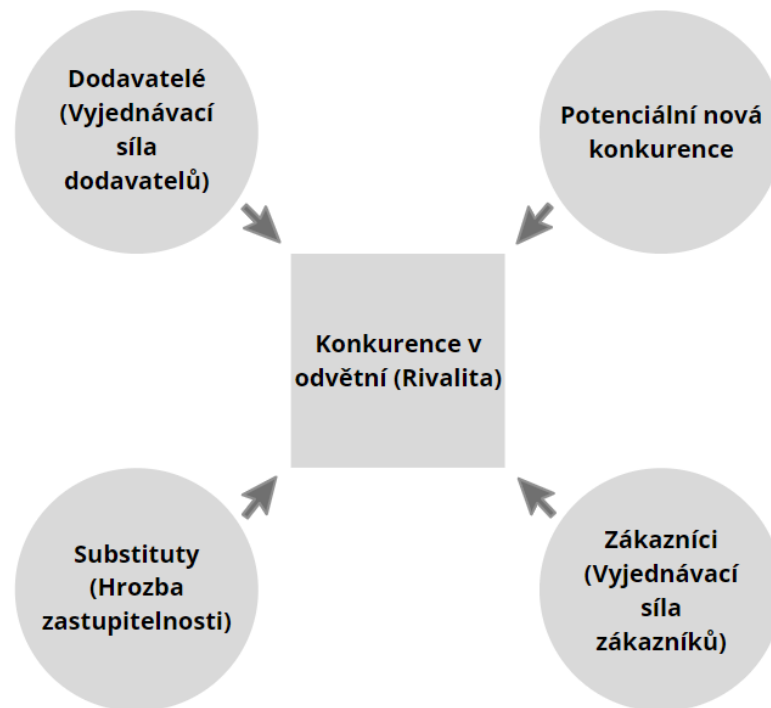 Dodavatelé
(Vyjednávací
síla
dodavatelů)
Potenciální nová
konkurence
Konkurence v
odvětní (Rivalita)
Substituty
(Hrozba
zastupitelnosti)
Zákazníci
(Vyjednávací
síla
zákazníků)